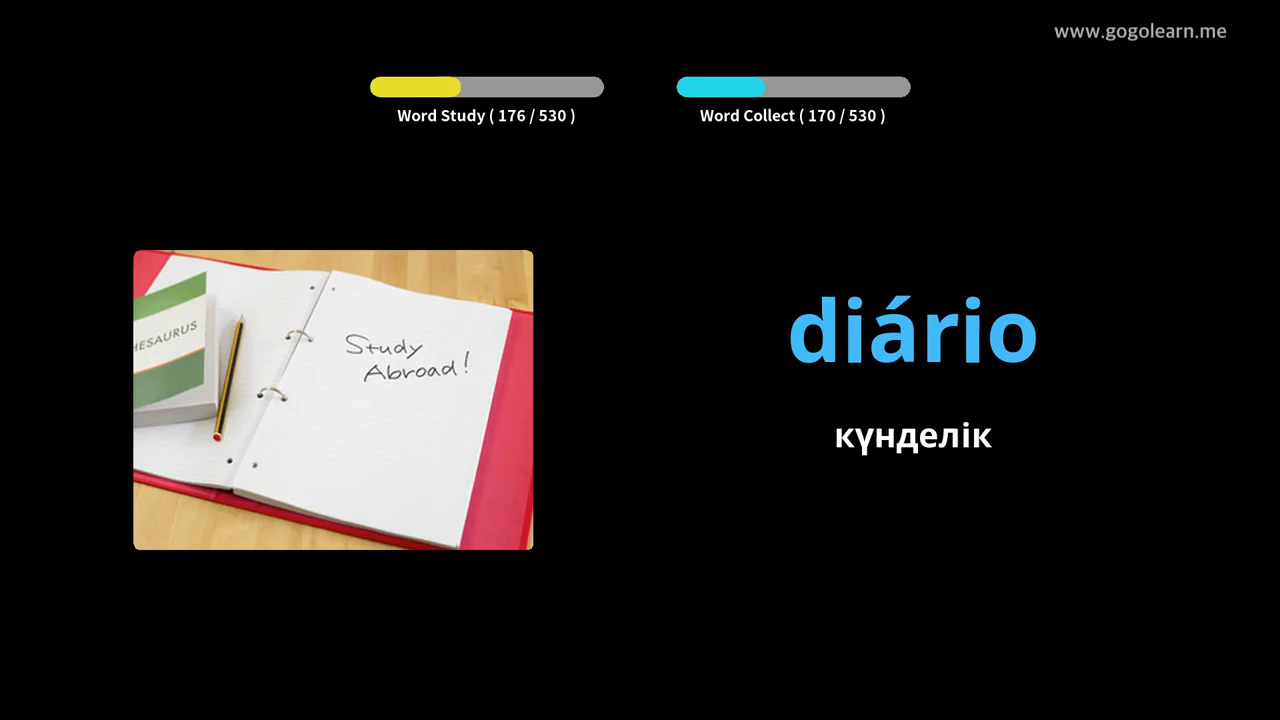 www.gogolearn.me
Word Study ( 176 / 530 )
Word Collect ( 170 / 530 )
HESAURUS
Study
Abroad!
diário
күнделік